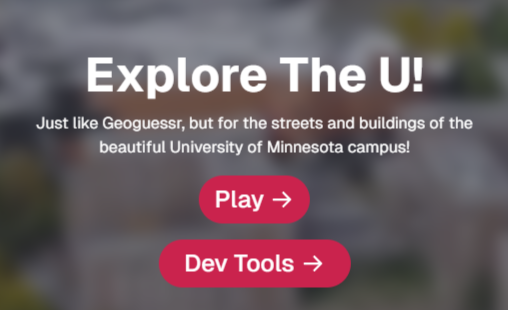 Explore The U!
Just like Geoguessr, but for the streets and buildings of the
beautiful University of Minnesota campus!
Play →
Dev Tools →